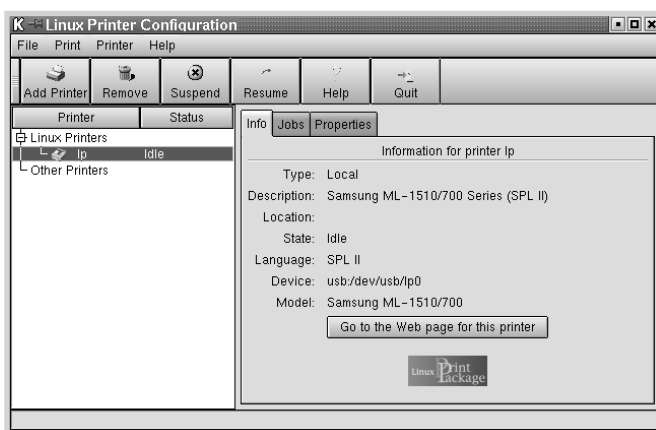 Linux Printer Configuration
File Print Printer Help
Add Printer Remove Suspend Resume Help Quit
Printer Status
Linux Printers
lp Idle
Other Printers
Info Jobs Properties
Information for printer lp
Type: Local
Description: Samsung ML-1510/700 Series (SPL II)
Location:
State: Idle
Language: SPL II
Device: usb:/dev/usb/lp0
Model: Samsung ML-1510/700
Go to the Web page for this printer
Linux Print Package